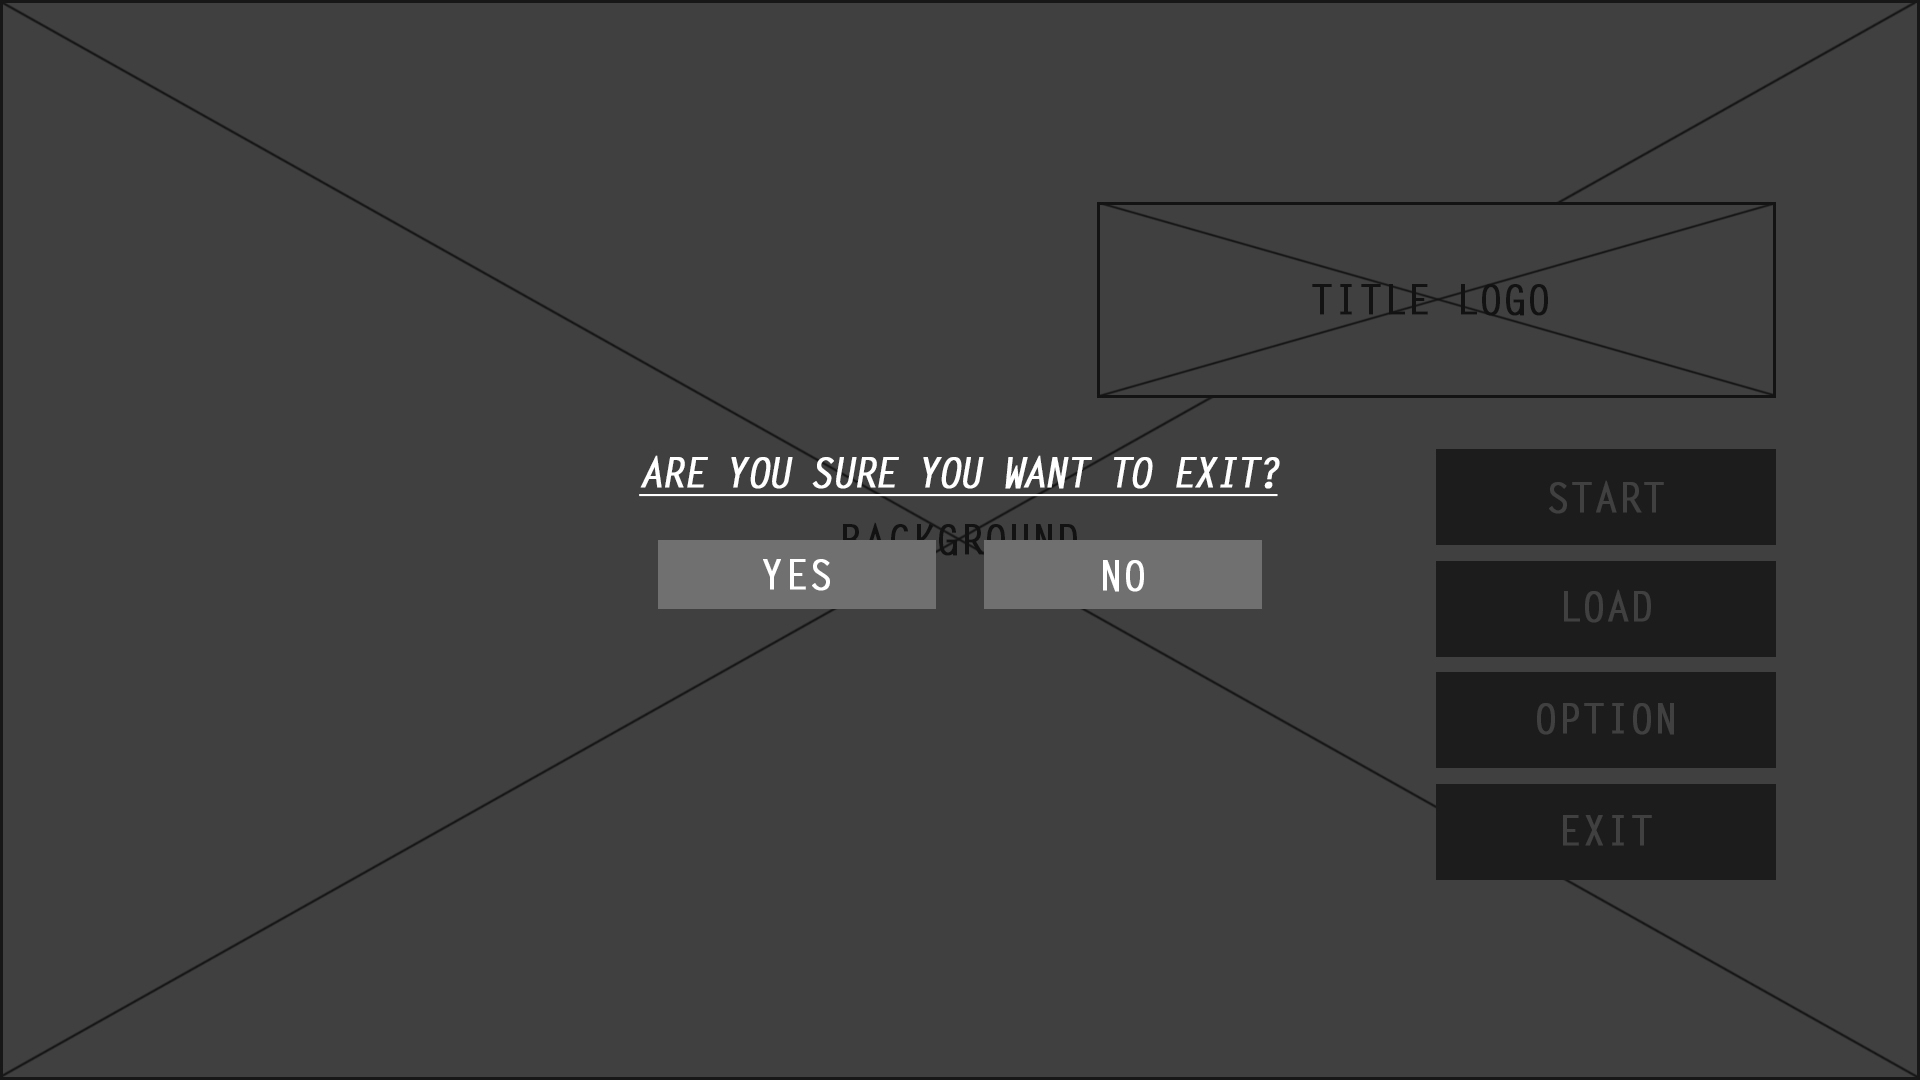 TITLE LOGO
ARE YOU SURE YOU WANT TO EXIT?
BACKGROUND
YES
NO
START
LOAD
OPTION
EXIT